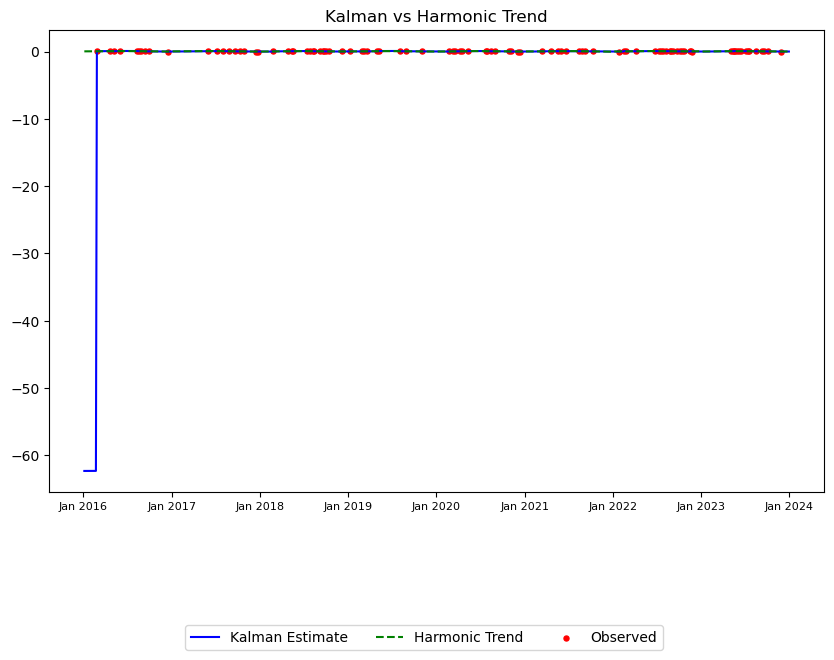 Kalman vs Harmonic Trend
0
−10
−20
−30
−40
−50
−60
Jan 2016 Jan 2017 Jan 2018 Jan 2019 Jan 2020 Jan 2021 Jan 2022 Jan 2023 Jan 2024
Kalman Estimate Harmonic Trend Observed